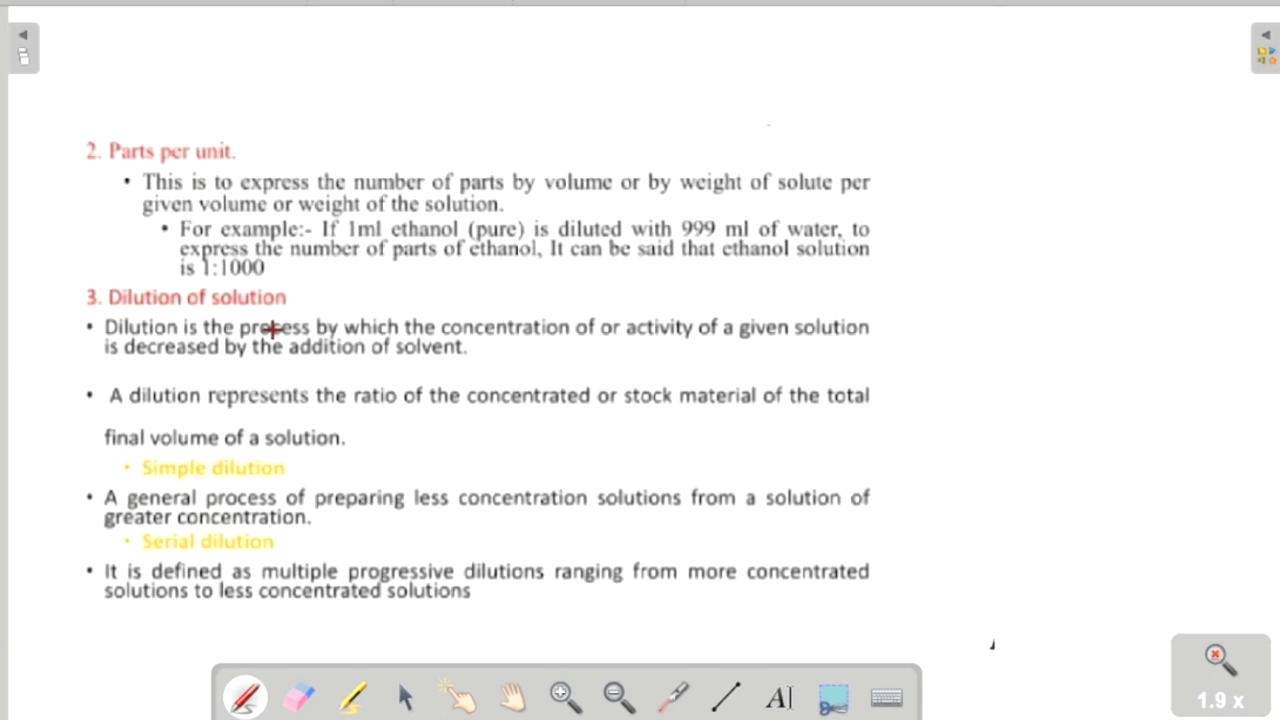 2. Parts per unit.
• This is to express the number of parts by volume or by weight of solute per
given volume or weight of the solution.
• For example:- If 1ml ethanol (pure) is diluted with 999 ml of water, to
express the number of parts of ethanol, It can be said that ethanol solution
is 1:1000
3. Dilution of solution
• Dilution is the process by which the concentration of or activity of a given solution
is decreased by the addition of solvent.
• A dilution represents the ratio of the concentrated or stock material of the total
final volume of a solution.
• Simple dilution
• A general process of preparing less concentration solutions from a solution of
greater concentration.
• Serial dilution
• It is defined as multiple progressive dilutions ranging from more concentrated
solutions to less concentrated solutions
AI
1.9 x